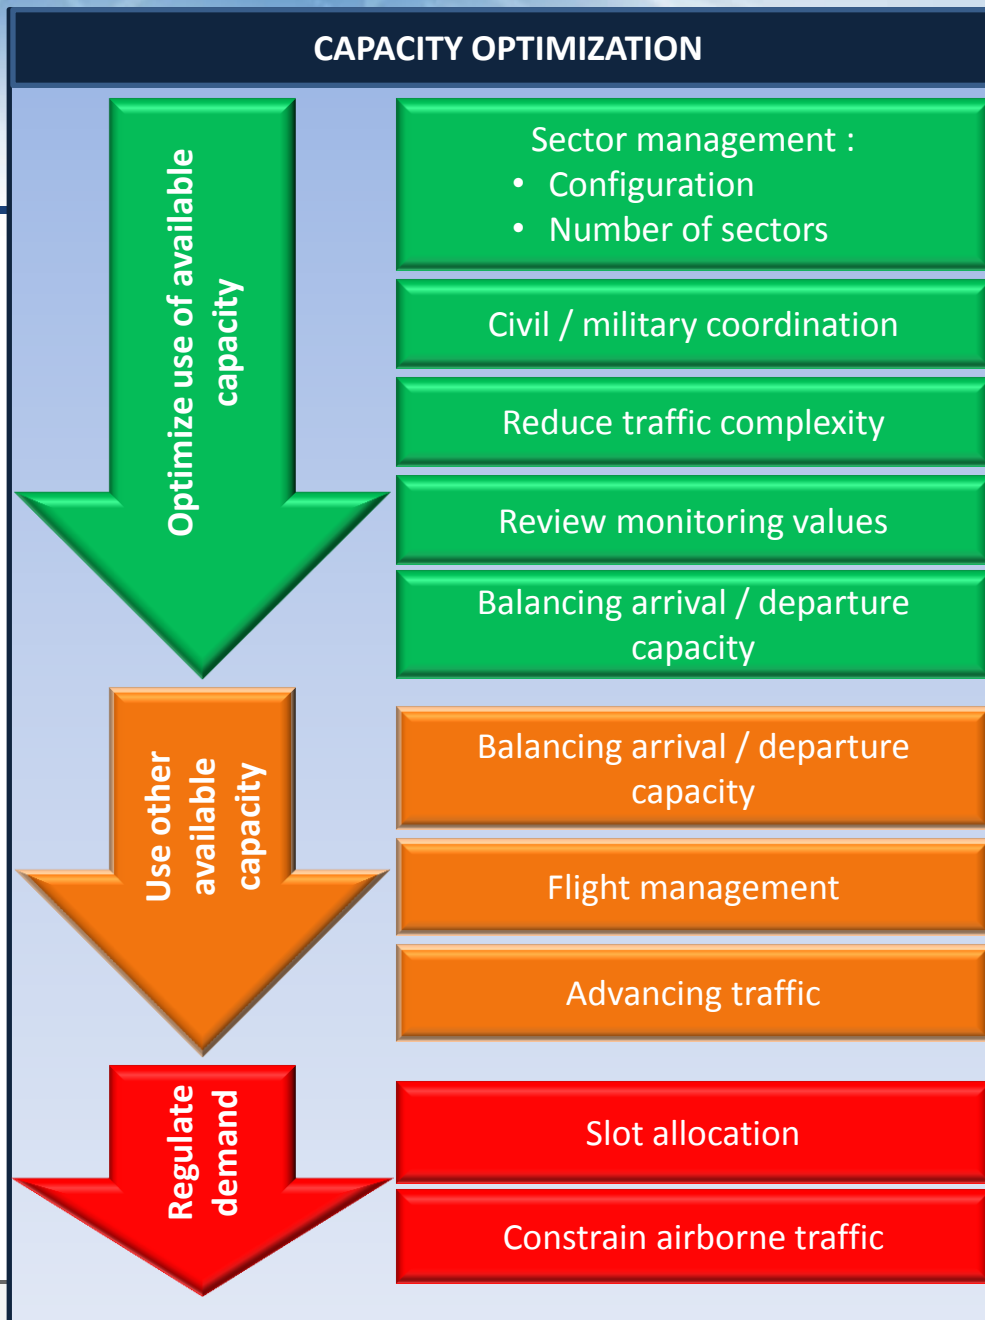 CAPACITY OPTIMIZATION
Optimize use of available
capacity
Sector management :
• Configuration
• Number of sectors
Civil / military coordination
Reduce traffic complexity
Review monitoring values
Balancing arrival / departure
capacity
Use other
available
capacity
Balancing arrival / departure
capacity
Flight management
Advancing traffic
Regulate
demand
Slot allocation
Constrain airborne traffic